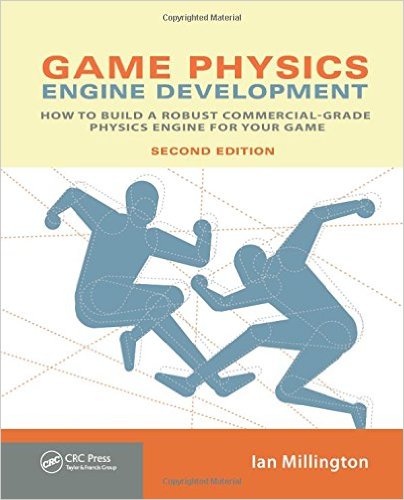 Copyrighted Material
GAME PHYSICS
ENGINE DEVELOPMENT
HOW TO BUILD A ROBUST COMMERCIAL-GRADE
PHYSICS ENGINE FOR YOUR GAME
SECOND EDITION
CRC
CRC Press
Taylor & Francis Group
Ian Millington
Copyrighted Material